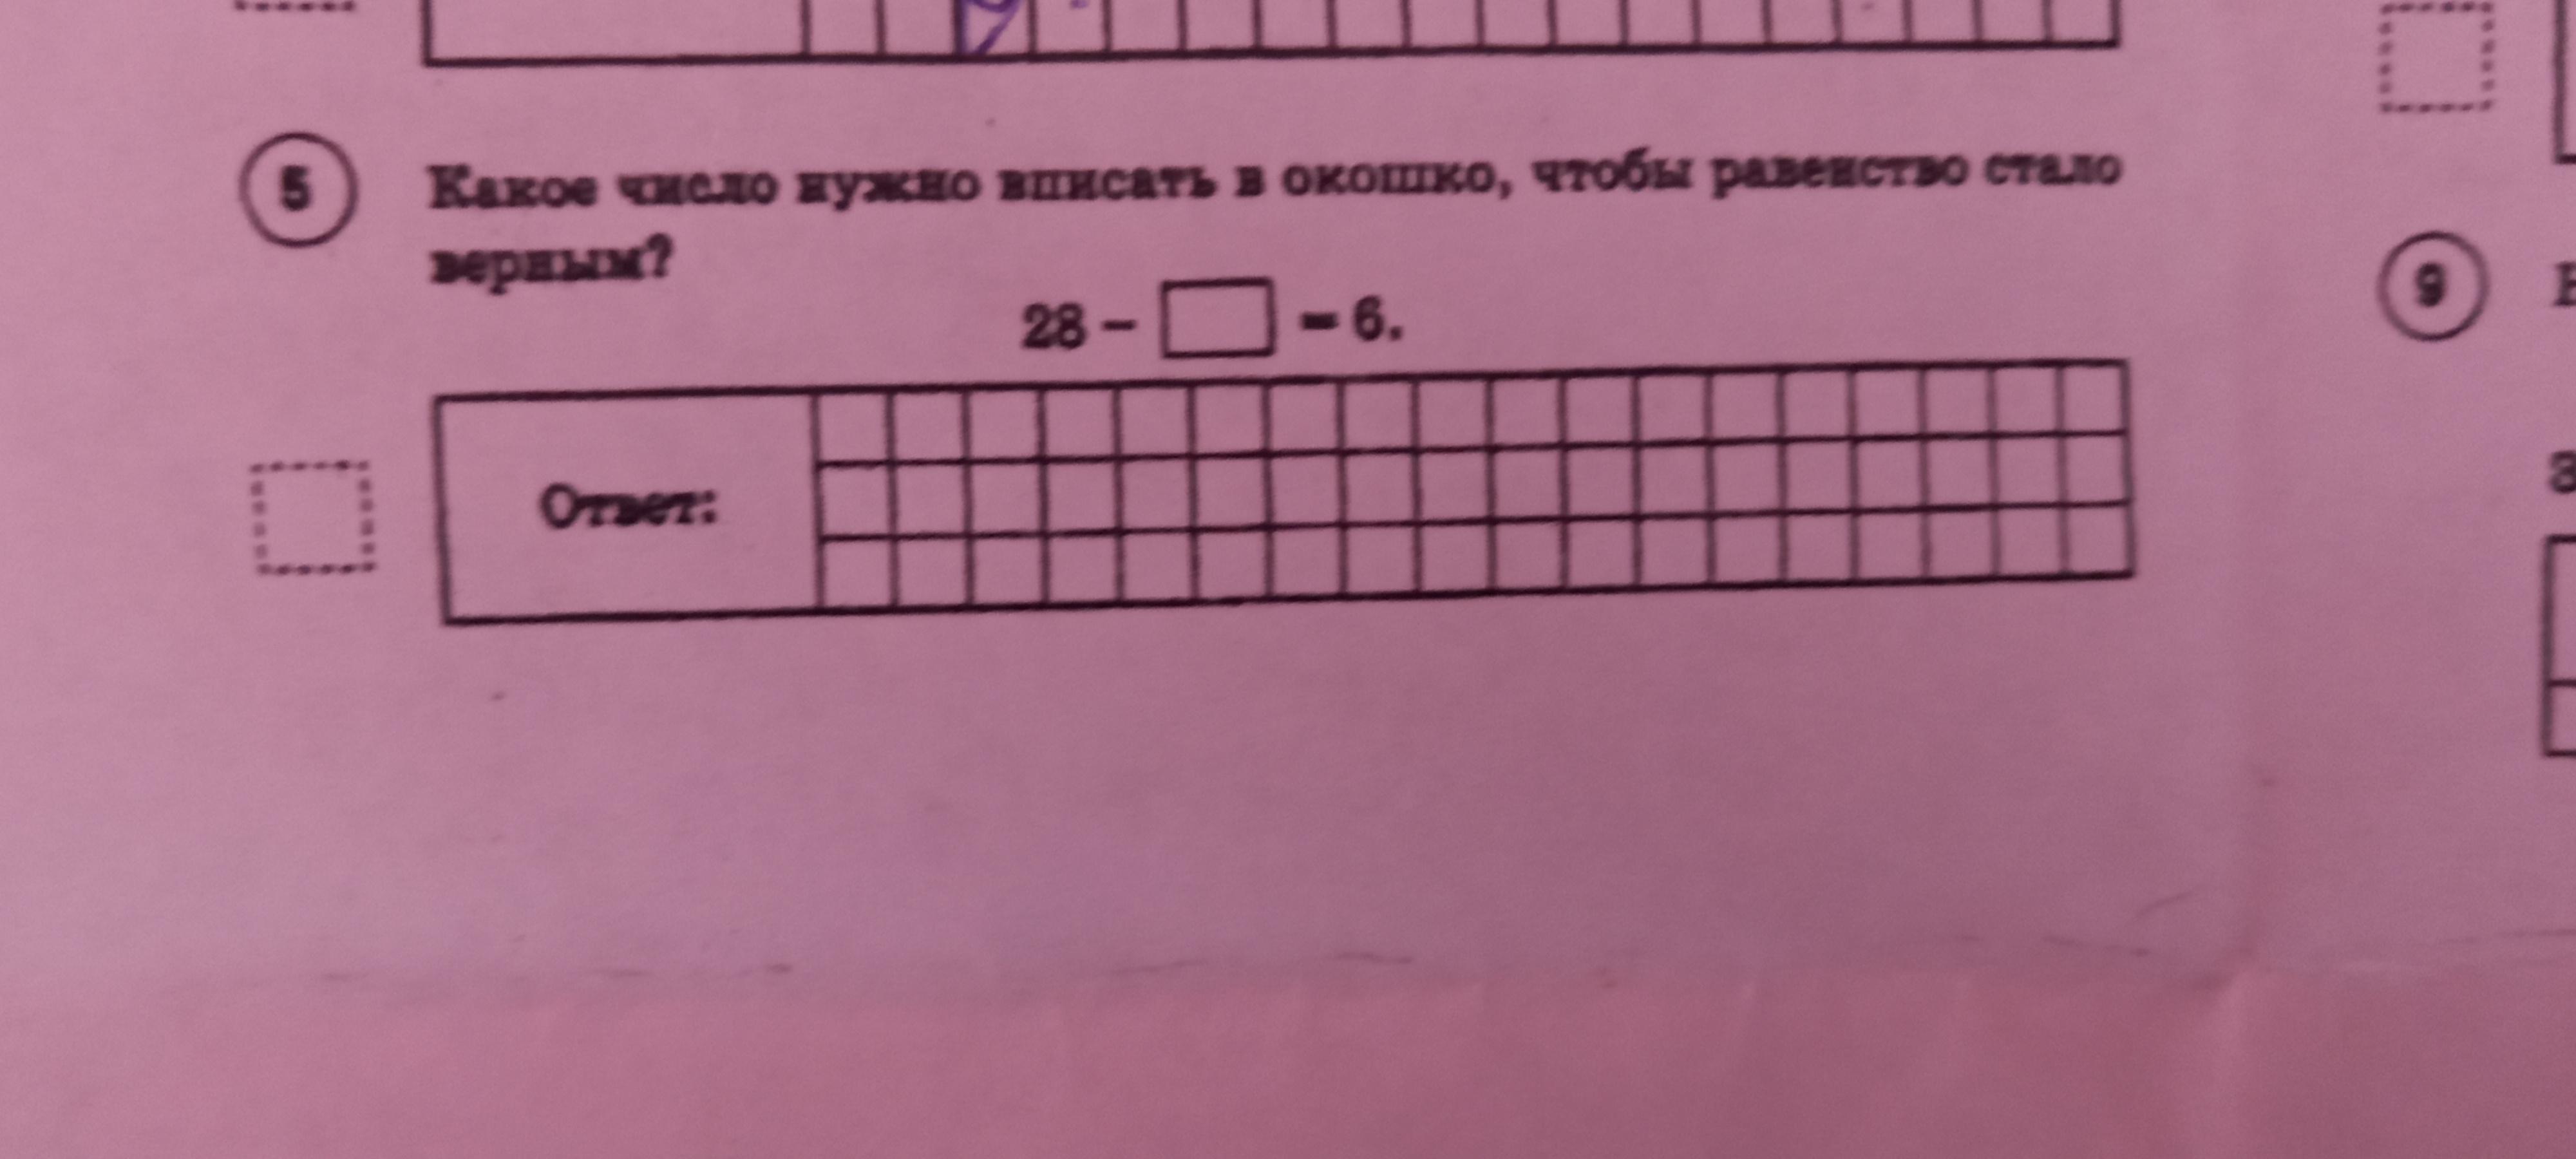 5 Какое число нужно вписать в окошко, чтобы равенство стало
верным?
28 – = 6.
Ответ:
9